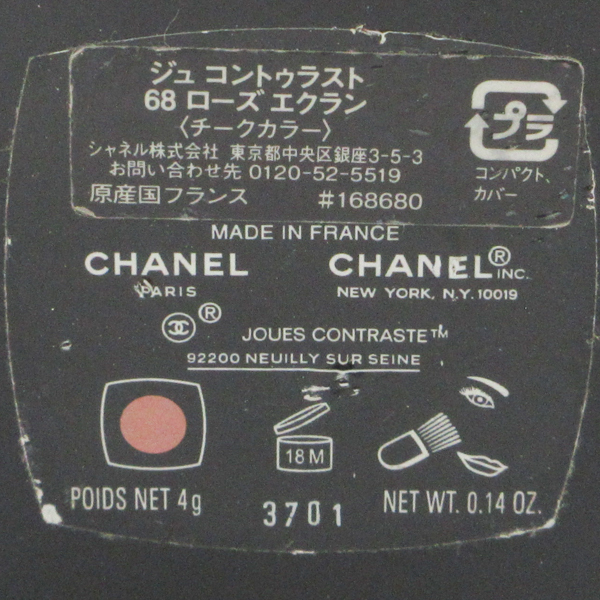 ジュ コントゥラスト
68 ローズ エクラン
〈チークカラー〉
シャネル株式会社 東京都中央区銀座3-5-3
お問い合わせ先 0120-52-5519
原産国フランス #168680
プラ
コンパクト、
カバー
MADE IN FRANCE
CHANEL
PARIS
CHANEL® INC.
NEW YORK, N.Y. 10019
®
JOUES CONTRASTE™
92200 NEUILLY SUR SEINE
18 M
POIDS NET 4g
3701
NET WT. 0.14 OZ.